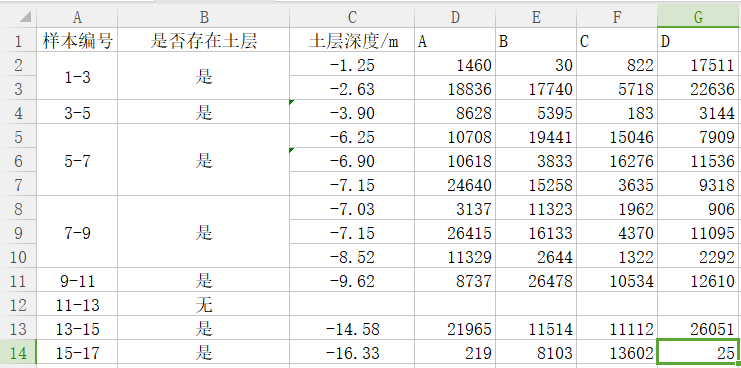 A B C D E F G
1 样本编号 是否存在土层 土层深度/m A B C D
2 1-3 是 -1.25 1460 30 822 17511
3 -2.63 18836 17740 5718 22636
4 3-5 是 -3.90 8628 5395 183 3144
5 -6.25 10708 19441 15046 7909
6 5-7 是 -6.90 10618 3833 16276 11536
7 -7.15 24640 15258 3635 9318
8 -7.03 3137 11323 1962 906
9 7-9 是 -7.15 26415 16133 4370 11095
10 -8.52 11329 2644 1322 2292
11 9-11 是 -9.62 8737 26478 10534 12610
12 11-13 无
13 13-15 是 -14.58 21965 11514 11112 26051
14 15-17 是 -16.33 219 8103 13602 25